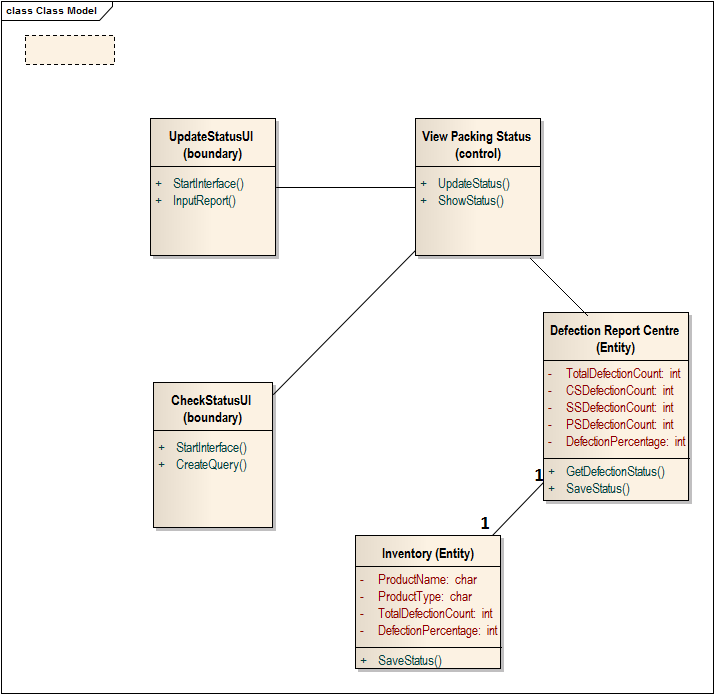 class Class Model
UpdateStatusUI
(boundary)
+ StartInterface()
+ InputReport()
View Packing Status
(control)
+ UpdateStatus()
+ ShowStatus()
Defection Report Centre
(Entity)
- TotalDefectionCount: int
- CSDefectionCount: int
- SSDefectionCount: int
- PSDefectionCount: int
- DefectionPercentage: int
+ GetDefectionStatus()
+ SaveStatus()
CheckStatusUI
(boundary)
+ StartInterface()
+ CreateQuery()
1
1
Inventory (Entity)
- ProductName: char
- ProductType: char
- TotalDefectionCount: int
- DefectionPercentage: int
+ SaveStatus()